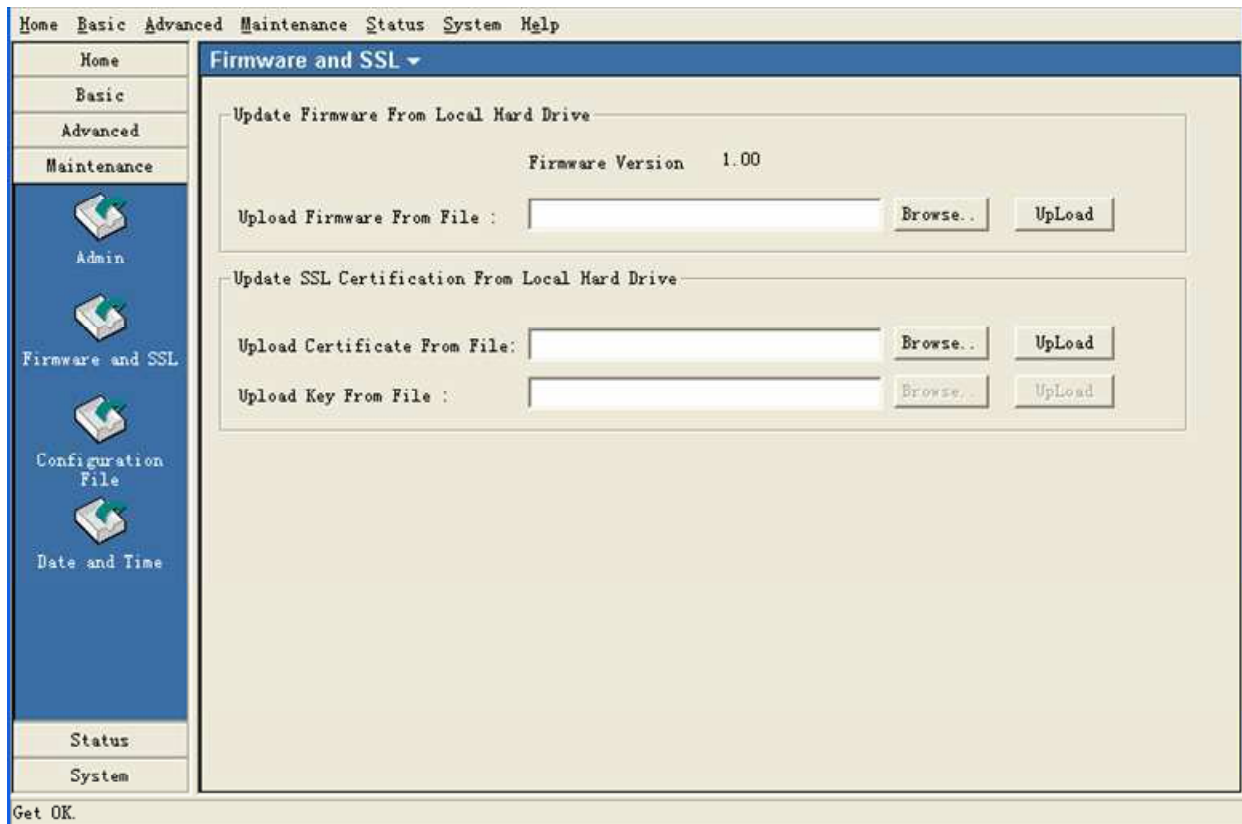 Home Basic Advanced Maintenance Status System Help
Home
Basic
Advanced
Maintenance
Admin
Firmware and SSL
Configuration
File
Date and Time
Status
System
Firmware and SSL
Update Firmware From Local Hard Drive
Firmware Version 1.00
Upload Firmware From File : Browse.. UpLoad
Update SSL Certification From Local Hard Drive
Upload Certificate From File: Browse.. UpLoad
Upload Key From File : Browse.. UpLoad
Get OK.